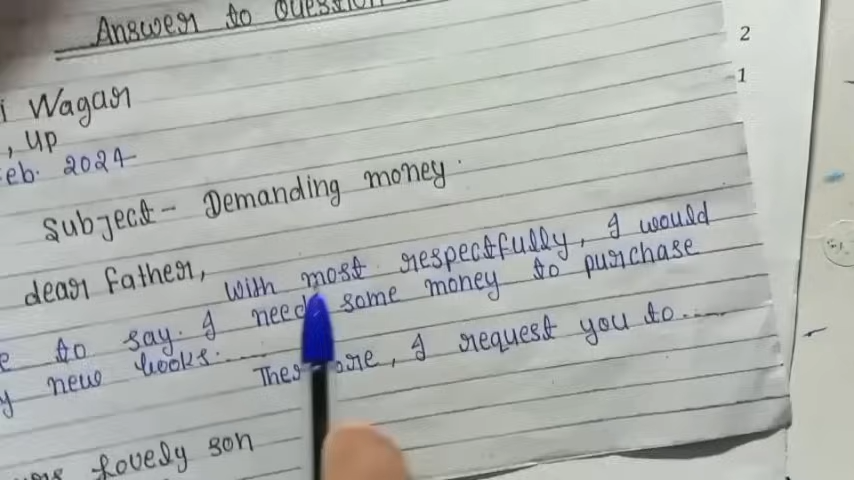 Answer to Question
2
1
i Wagar
, UP
eb. 2024
Subject - Demanding money.
dear Father,
With most respectfully, I would
e to say. I need some money to purchase
y new books.....
Therefore, I request you to.....
Lovely son